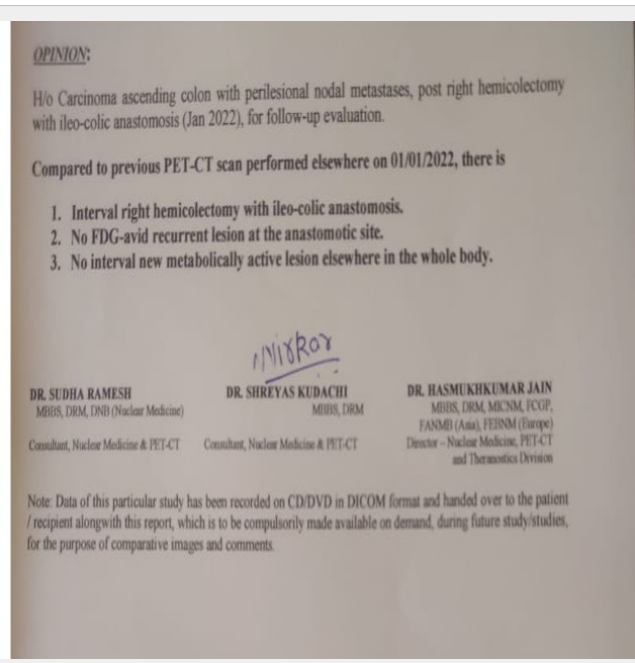 OPINION:
H/o Carcinoma ascending colon with perilesional nodal metastases, post right hemicolectomy
with ileo-colic anastomosis (Jan 2022), for follow-up evaluation.
Compared to previous PET-CT scan performed elsewhere on 01/01/2022, there is
1. Interval right hemicolectomy with ileo-colic anastomosis.
2. No FDG-avid recurrent lesion at the anastomotic site.
3. No interval new metabolically active lesion elsewhere in the whole body.
DR. SUDHA RAMESH
MBBS, DRM, DNB (Nuclear Medicine)
Consultant, Nuclear Medicine & PET-CT
DR. SHREYAS KUDACHI
MBBS, DRM
Consultant, Nuclear Medicine & PET-CT
DR. HASMUKHKUMAR JAIN
MBBS, DRM, MICNM, FCGP,
FANMB (Asia), FEBNM (Europe)
Director – Nuclear Medicine, PET-CT
and Theranostics Division
Note: Data of this particular study has been recorded on CD/DVD in DICOM format and handed over to the patient
/ recipient alongwith this report, which is to be compulsorily made available on demand, during future study/studies,
for the purpose of comparative images and comments.